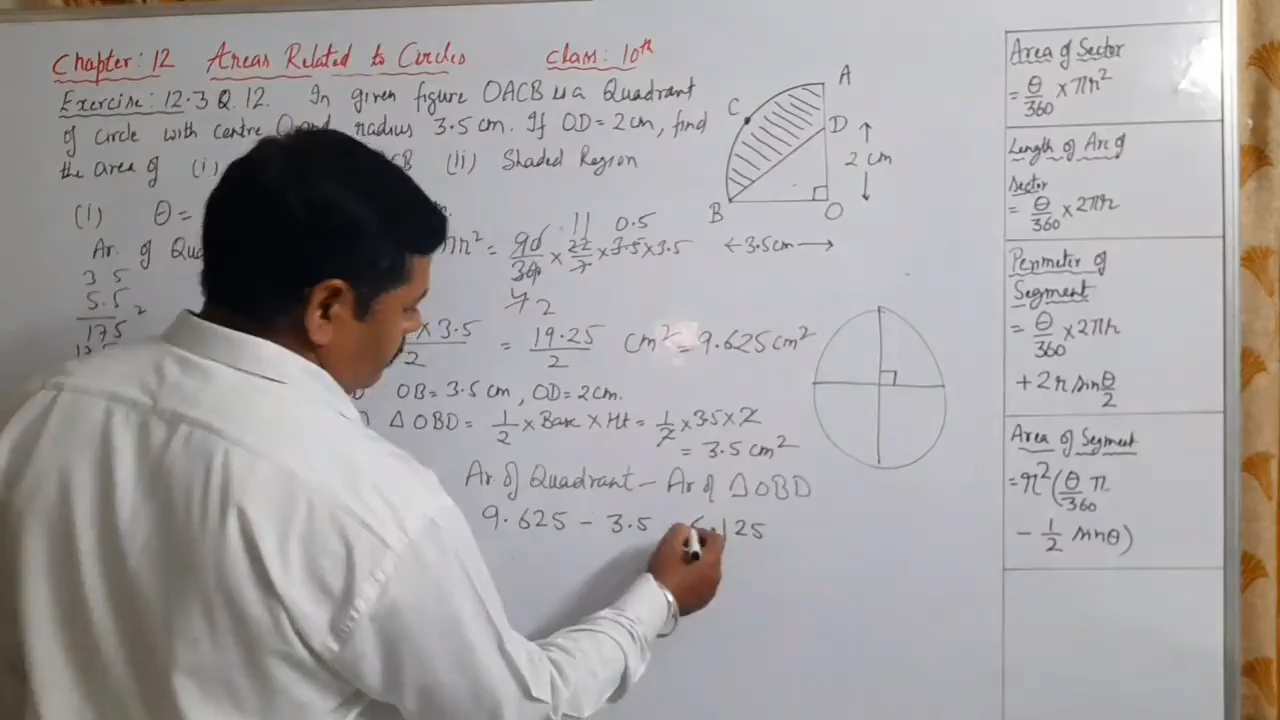 Chapter: 12 Areas Related to Circles class: 10th
Exercise: 12.3 Q. 12. In given figure OACB is a Quadrant
of circle with centre O and radius 3.5 cm. If OD = 2 cm, find
the area of (i) CB (ii) Shaded Region
(i) θ =
Ar. of Qua πr² = 90/360 × 22/7 × 3.5 × 3.5
11 0.5
4 2
3 5
5.5
175
2
× 3.5 / 2 = 19.25/2 cm² = 9.625 cm²
OB = 3.5 cm, OD = 2 cm.
Δ OBD = 1/2 × Base × Ht = 1/2 × 3.5 × 2
= 3.5 cm²
Ar. of Quadrant − Ar of Δ OBD
9.625 − 3.5 6.125
A
C
D
2 cm
B
O
←3.5cm→
Area of Sector
= θ/360 × πr²
Length of Arc of
Sector
= θ/360 × 2πr
Perimeter of
Segment
= θ/360 × 2πr
+ 2r sin θ/2
Area of Segment
= r² (θ/360 π
− 1/2 sinθ)